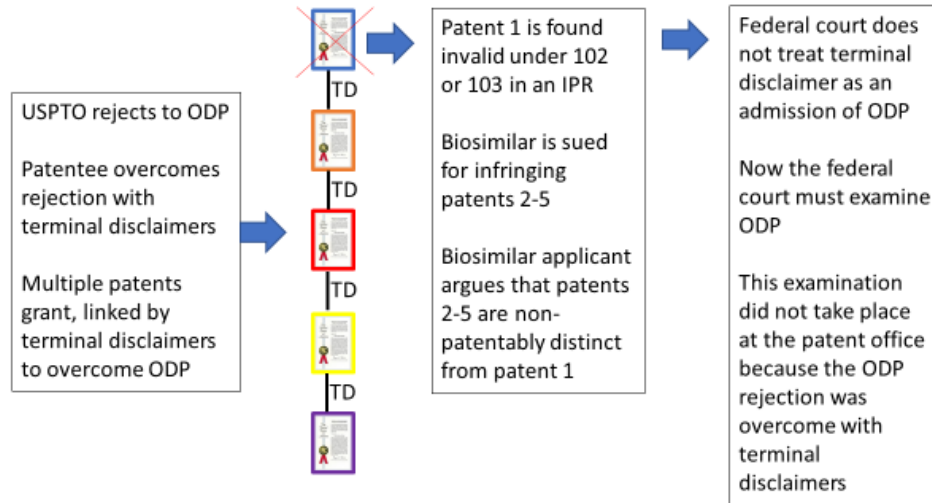 USPTO rejects to ODP
Patentee overcomes
rejection with
terminal disclaimers
Multiple patents
grant, linked by
terminal disclaimers
to overcome ODP
TD
TD
TD
TD
Patent 1 is found
invalid under 102
or 103 in an IPR
Biosimilar is sued
for infringing
patents 2-5
Biosimilar applicant
argues that patents
2-5 are non-
patentably distinct
from patent 1
Federal court does
not treat terminal
disclaimer as an
admission of ODP
Now the federal
court must examine
ODP
This examination
did not take place
at the patent office
because the ODP
rejection was
overcome with
terminal
disclaimers